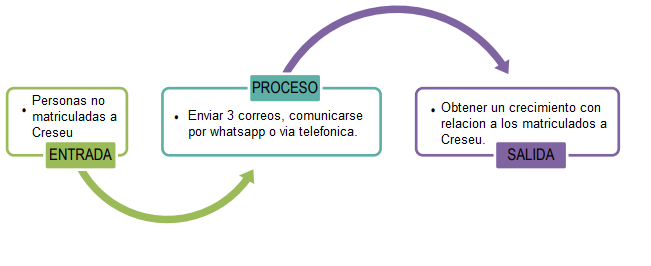 • Personas no
matriculadas a
Creseu
ENTRADA
PROCESO
• Enviar 3 correos, comunicarse
por whatsapp o via telefonica.
• Obtener un crecimiento con
relacion a los matriculados a
Creseu.
SALIDA